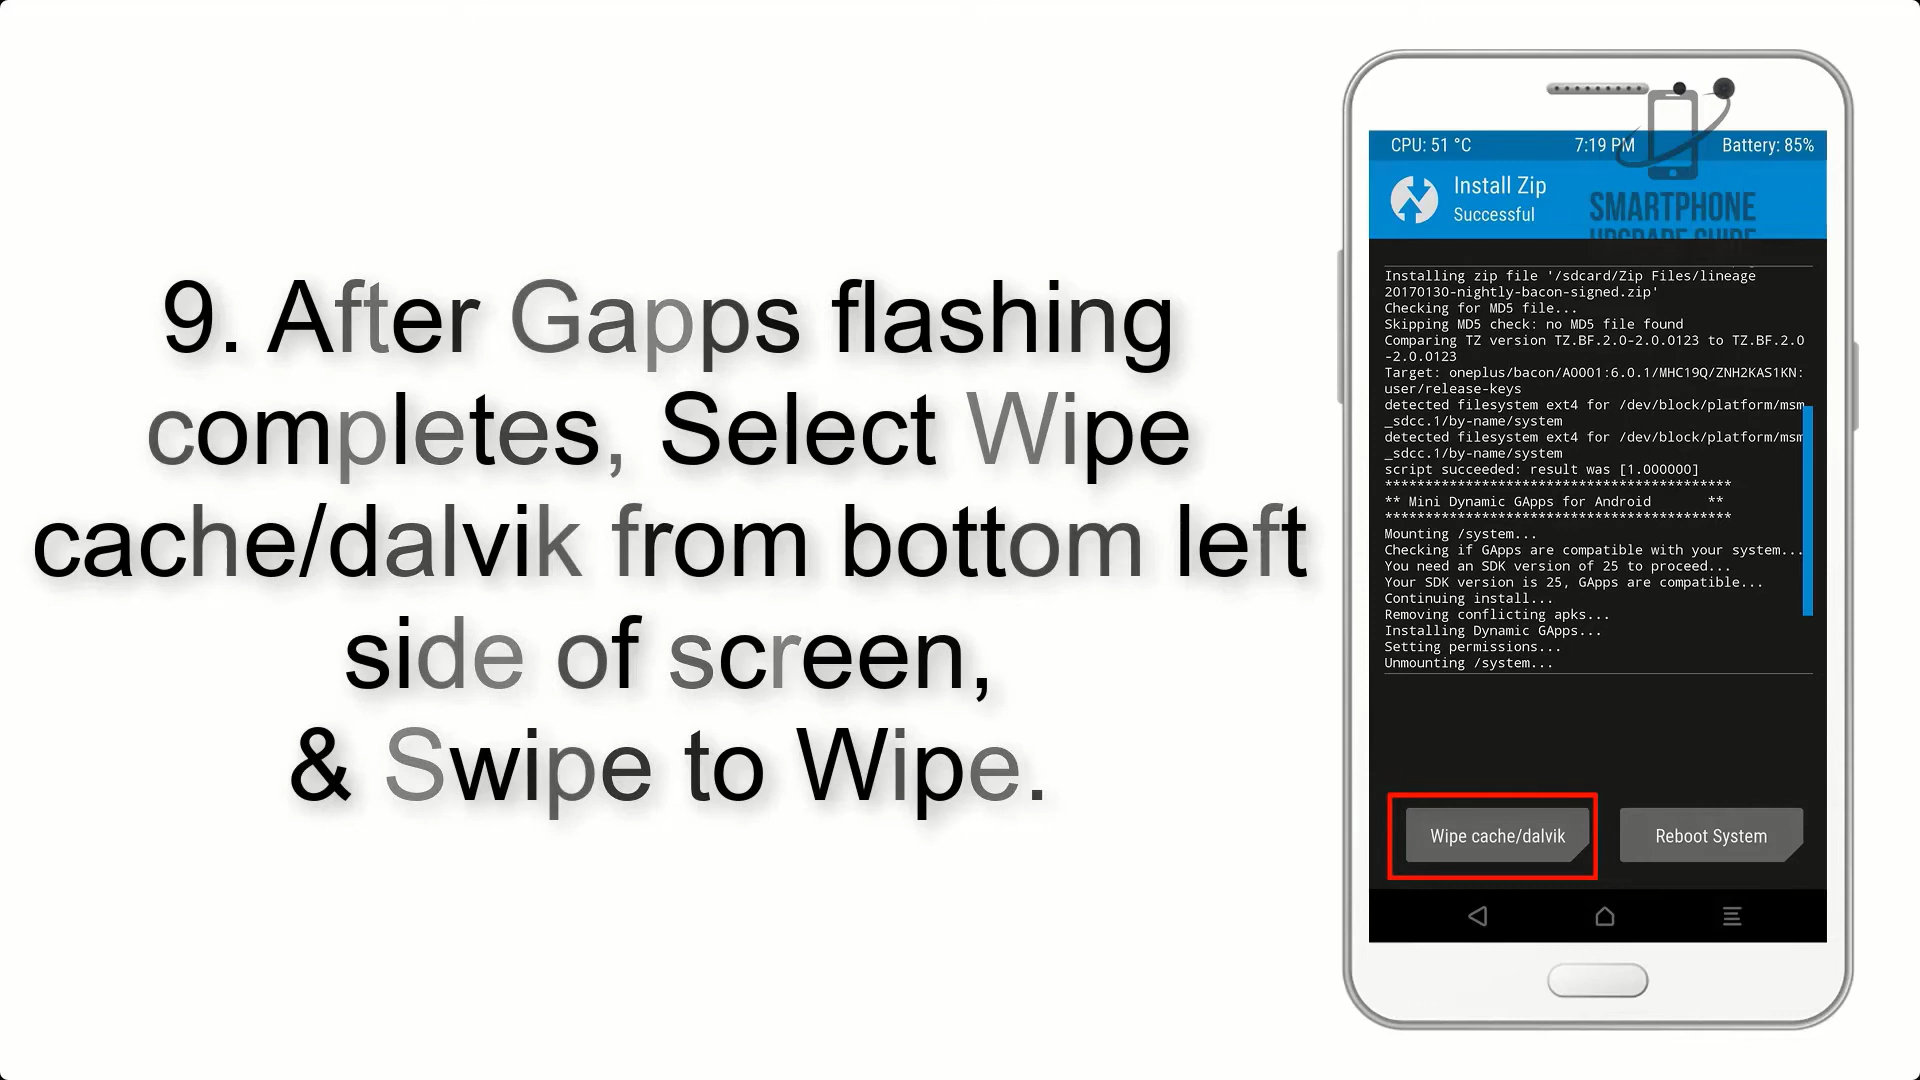 9. After Gapps flashing
completes, Select Wipe
cache/dalvik from bottom left
side of screen,
& Swipe to Wipe.
CPU: 51 °C 7:19 PM Battery: 85%
Install Zip
Successful
SMARTPHONE
UPGRADE GUIDE
Installing zip file '/sdcard/Zip Files/lineage
20170130-nightly-bacon-signed.zip'
Checking for MD5 file...
Skipping MD5 check: no MD5 file found
Comparing TZ version TZ.BF.2.0-2.0.0123 to TZ.BF.2.0
-2.0.0123
Target: oneplus/bacon/A0001:6.0.1/MHC19Q/ZNH2KAS1KN:
user/release-keys
detected filesystem ext4 for /dev/block/platform/msm
_sdcc.1/by-name/system
detected filesystem ext4 for /dev/block/platform/msm
_sdcc.1/by-name/system
script succeeded: result was [1.000000]
******************************************
** Mini Dynamic GApps for Android **
******************************************
Mounting /system...
Checking if GApps are compatible with your system...
You need an SDK version of 25 to proceed...
Your SDK version is 25, GApps are compatible...
Continuing install...
Removing conflicting apks...
Installing Dynamic GApps...
Setting permissions...
Unmounting /system...
Wipe cache/dalvik
Reboot System